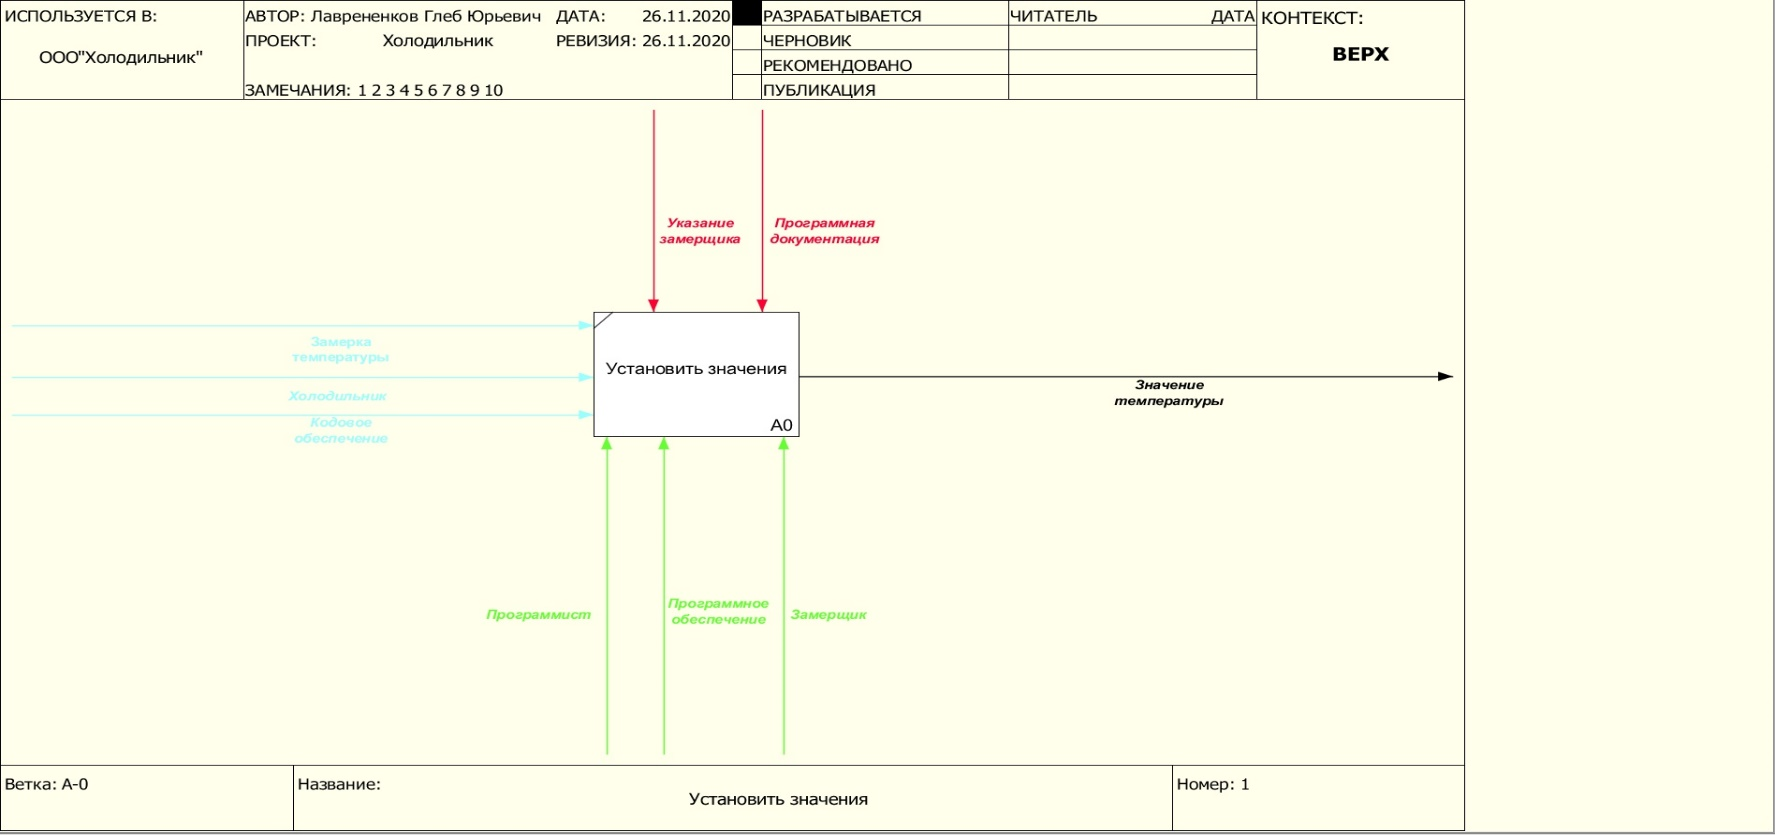 ИСПОЛЬЗУЕТСЯ В:
ООО"Холодильник"
АВТОР: Лаврененков Глеб Юрьевич ДАТА: 26.11.2020
ПРОЕКТ: Холодильник РЕВИЗИЯ: 26.11.2020
ЗАМЕЧАНИЯ: 1 2 3 4 5 6 7 8 9 10
РАЗРАБАТЫВАЕТСЯ
ЧЕРНОВИК
РЕКОМЕНДОВАНО
ПУБЛИКАЦИЯ
ЧИТАТЕЛЬ ДАТА
КОНТЕКСТ:
ВЕРХ
Указание
замерщика
Программная
документация
Замерка
температуры
Холодильник
Кодовое
обеспечение
Установить значения
A0
Значение
температуры
Программист
Программное
обеспечение
Замерщик
Ветка: A-0
Название:
Установить значения
Номер: 1